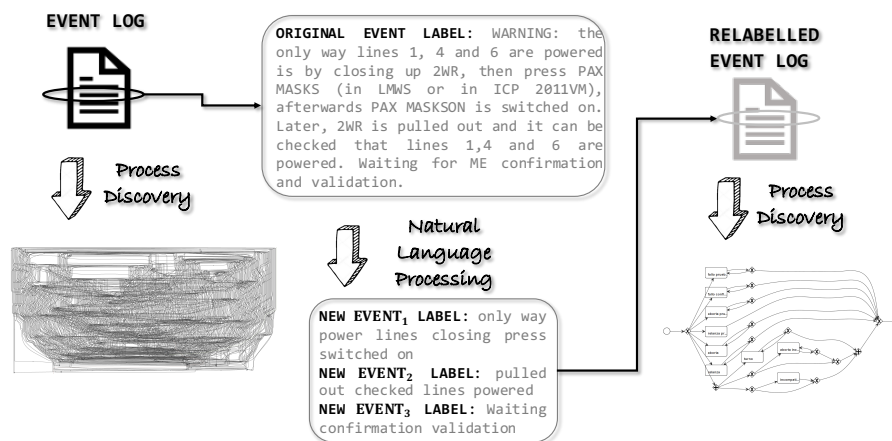 EVENT LOG
ORIGINAL EVENT LABEL: WARNING: the
only way lines 1, 4 and 6 are powered
is by closing up 2WR, then press PAX
MASKS (in LMWS or in ICP 2011VM),
afterwards PAX MASKSON is switched on.
Later, 2WR is pulled out and it can be
checked that lines 1,4 and 6 are
powered. Waiting for ME confirmation
and validation.
RELABELLED
EVENT LOG
Process
Discovery
Natural
Language
Processing
Process
Discovery
NEW EVENT₁ LABEL: only way
power lines closing press
switched on
NEW EVENT₂ LABEL: pulled
out checked lines powered
NEW EVENT₃ LABEL: Waiting
confirmation validation